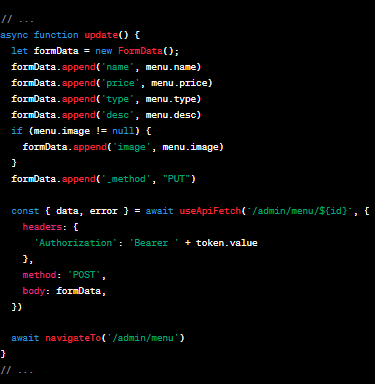 // ...
async function update() {
  let formData = new FormData();
  formData.append('name', menu.name)
  formData.append('price', menu.price)
  formData.append('type', menu.type)
  formData.append('desc', menu.desc)
  if (menu.image != null) {
    formData.append('image', menu.image)
  }
  formData.append('_method', "PUT")

  const { data, error } = await useApiFetch(`/admin/menu/${id}`, {
    headers: {
      'Authorization': 'Bearer ' + token.value
    },
    method: 'POST',
    body: formData,
  })

  await navigateTo('/admin/menu')
}
// ...